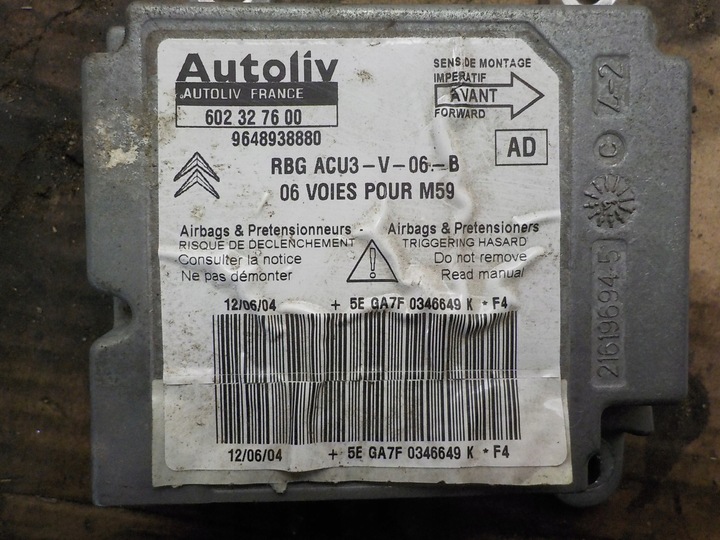 Autoliv
AUTOLIV FRANCE
602 32 76 00
9648938880
SENS DE MONTAGE
IMPERATIF
AVANT
FORWARD
AD
RBG ACU3-V-06-B
06 VOIES POUR M59
Airbags & Pretensionneurs -
RISQUE DE DECLENCHEMENT
Consulter la notice
Ne pas démonter
Airbags & Pretensioners
TRIGGERING HASARD
Do not remove
Read manual
12/06/04 + 5E GA7F 0346649 K * F4
12/06/04 + 5E GA7F 0346649 K * F4
21619694-5
C
Z-2